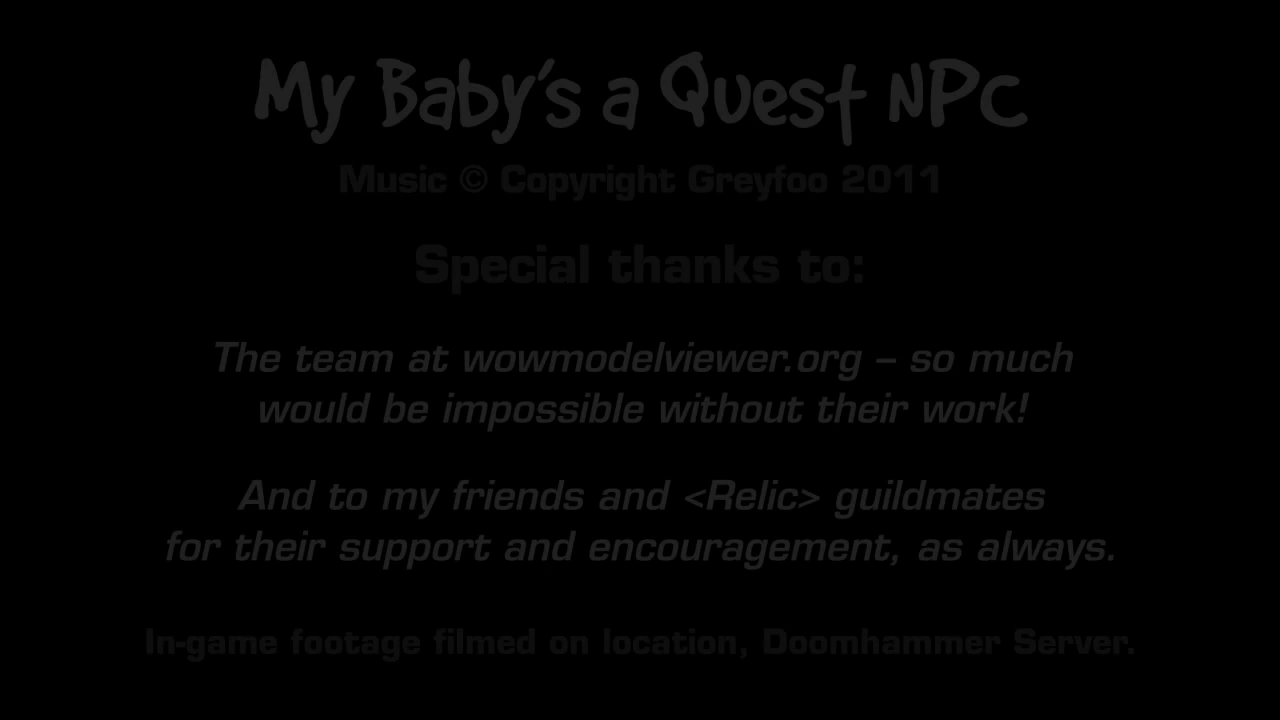 My Baby's a Quest NPC
Music © Copyright Greyfoo 2011
Special thanks to:
The team at wowmodelviewer.org – so much
would be impossible without their work!
And to my friends and <Relic> guildmates
for their support and encouragement, as always.
In-game footage filmed on location, Doomhammer Server.